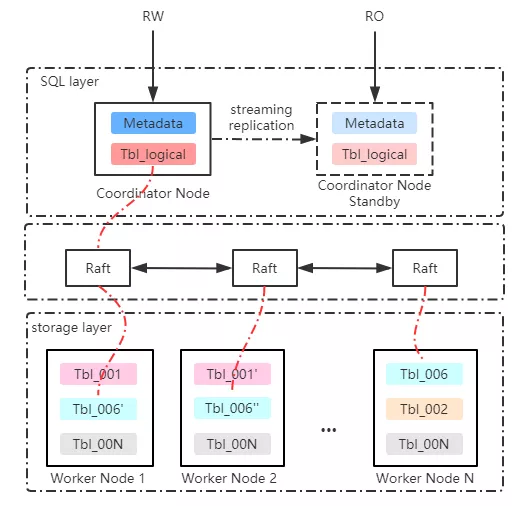 RW
RO
SQL layer
Metadata
Tbl_logical
Coordinator Node
streaming
replication
Metadata
Tbl_logical
Coordinator Node
Standby
Raft
Raft
Raft
storage layer
Tbl_001
Tbl_006'
Tbl_00N
Worker Node 1
Tbl_001'
Tbl_006''
Tbl_00N
Worker Node 2
...
Tbl_006
Tbl_002
Tbl_00N
Worker Node N